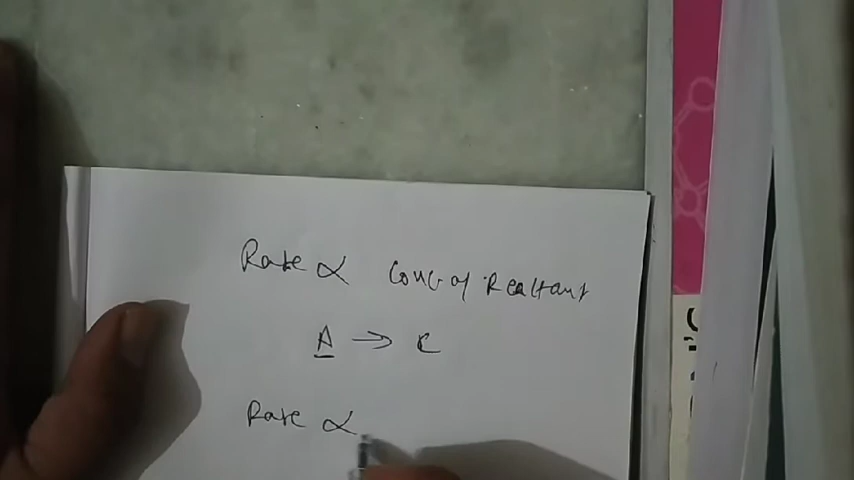 Rate ∝ Conc of Reactant
A → C
Rate ∝